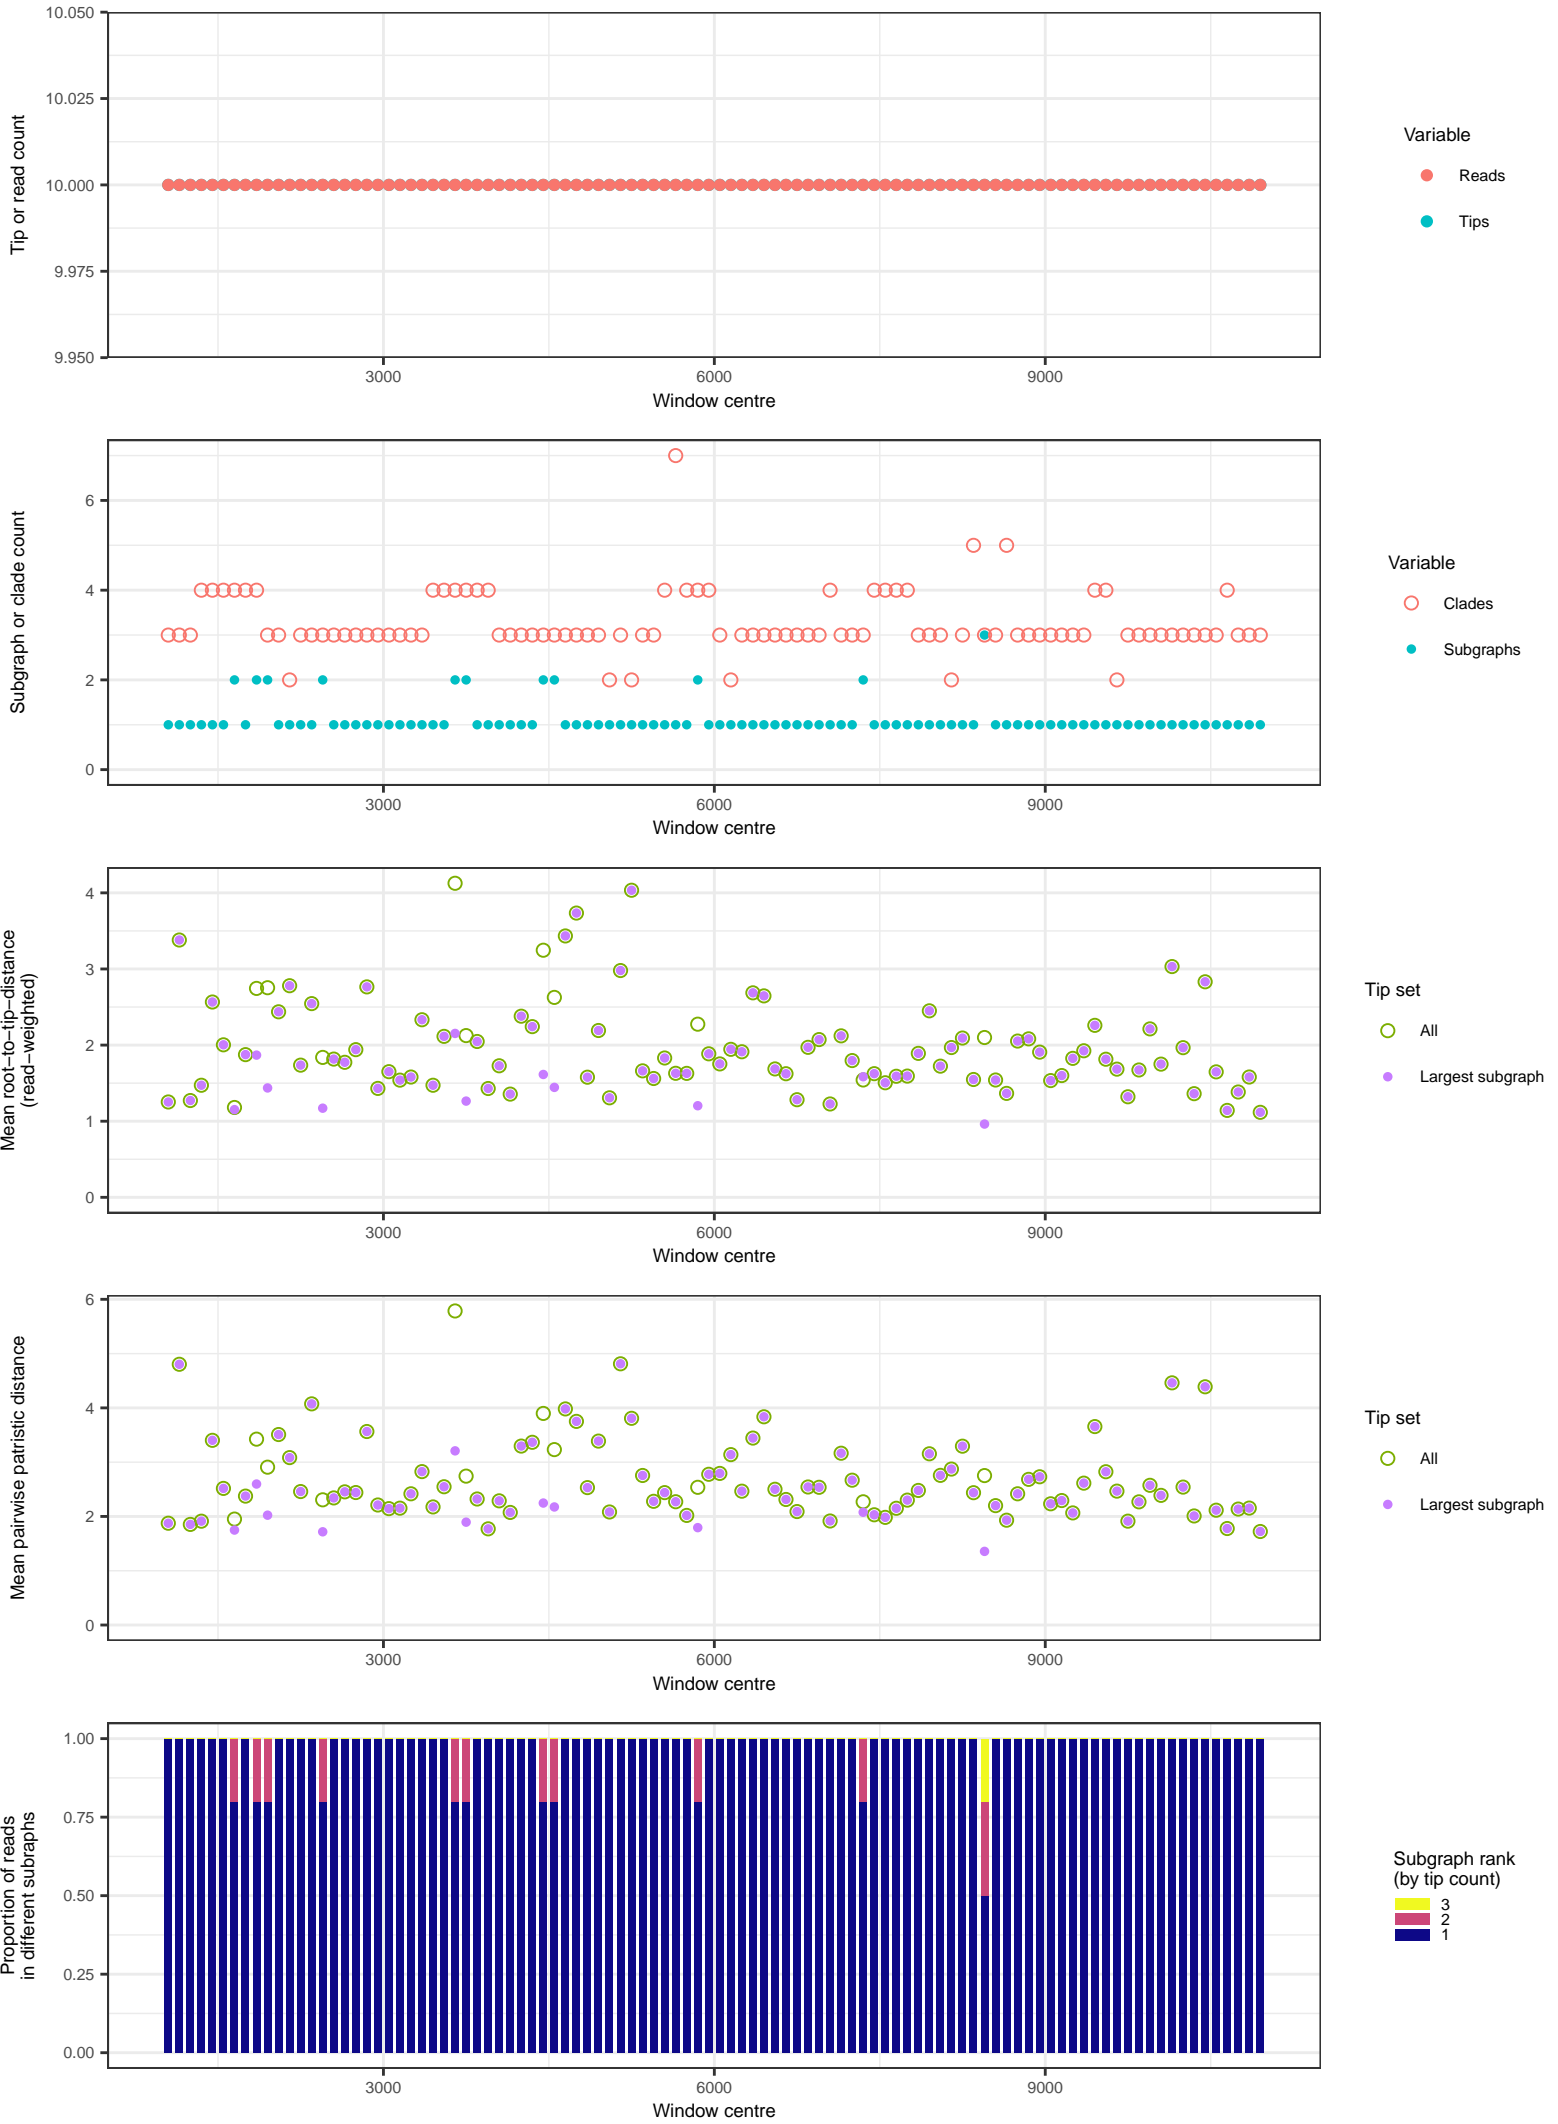 10.050
10.025
10.000
9.975
9.950
Tip or read count
3000
6000
9000
Window centre
Variable
Reads
Tips
6
4
2
0
Subgraph or clade count
3000
6000
9000
Window centre
Variable
Clades
Subgraphs
4
3
2
1
0
Mean root−to−tip−distance
(read−weighted)
3000
6000
9000
Window centre
Tip set
All
Largest subgraph
6
4
2
0
Mean pairwise patristic distance
3000
6000
9000
Window centre
Tip set
All
Largest subgraph
1.00
0.75
0.50
0.25
0.00
Proportion of reads
in different subraphs
3000
6000
9000
Window centre
Subgraph rank
(by tip count)
3
2
1